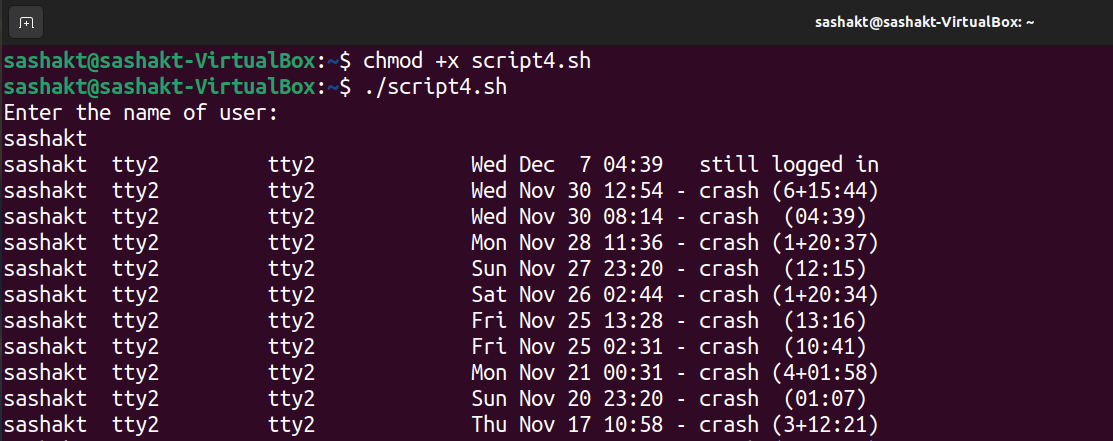 sashakt@sashakt-VirtualBox: ~
sashakt@sashakt-VirtualBox:~$ chmod +x script4.sh
sashakt@sashakt-VirtualBox:~$ ./script4.sh
Enter the name of user:
sashakt
sashakt  tty2         tty2             Wed Dec  7 04:39   still logged in
sashakt  tty2         tty2             Wed Nov 30 12:54 - crash (6+15:44)
sashakt  tty2         tty2             Wed Nov 30 08:14 - crash  (04:39)
sashakt  tty2         tty2             Mon Nov 28 11:36 - crash (1+20:37)
sashakt  tty2         tty2             Sun Nov 27 23:20 - crash  (12:15)
sashakt  tty2         tty2             Sat Nov 26 02:44 - crash (1+20:34)
sashakt  tty2         tty2             Fri Nov 25 13:28 - crash  (13:16)
sashakt  tty2         tty2             Fri Nov 25 02:31 - crash  (10:41)
sashakt  tty2         tty2             Mon Nov 21 00:31 - crash (4+01:58)
sashakt  tty2         tty2             Sun Nov 20 23:20 - crash  (01:07)
sashakt  tty2         tty2             Thu Nov 17 10:58 - crash (3+12:21)